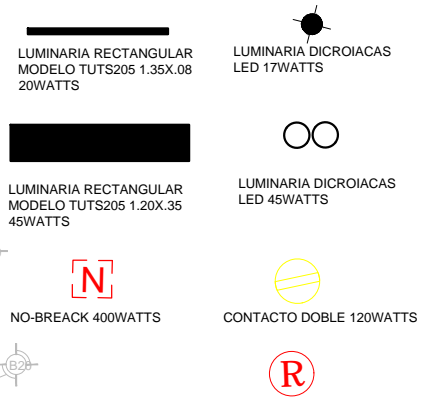 LUMINARIA RECTANGULAR
MODELO TUTS205 1.35X.08
20WATTS
LUMINARIA DICROIACAS
LED 17WATTS
LUMINARIA RECTANGULAR
MODELO TUTS205 1.20X.35
45WATTS
LUMINARIA DICROIACAS
LED 45WATTS
N
NO-BREACK 400WATTS
CONTACTO DOBLE 120WATTS
R